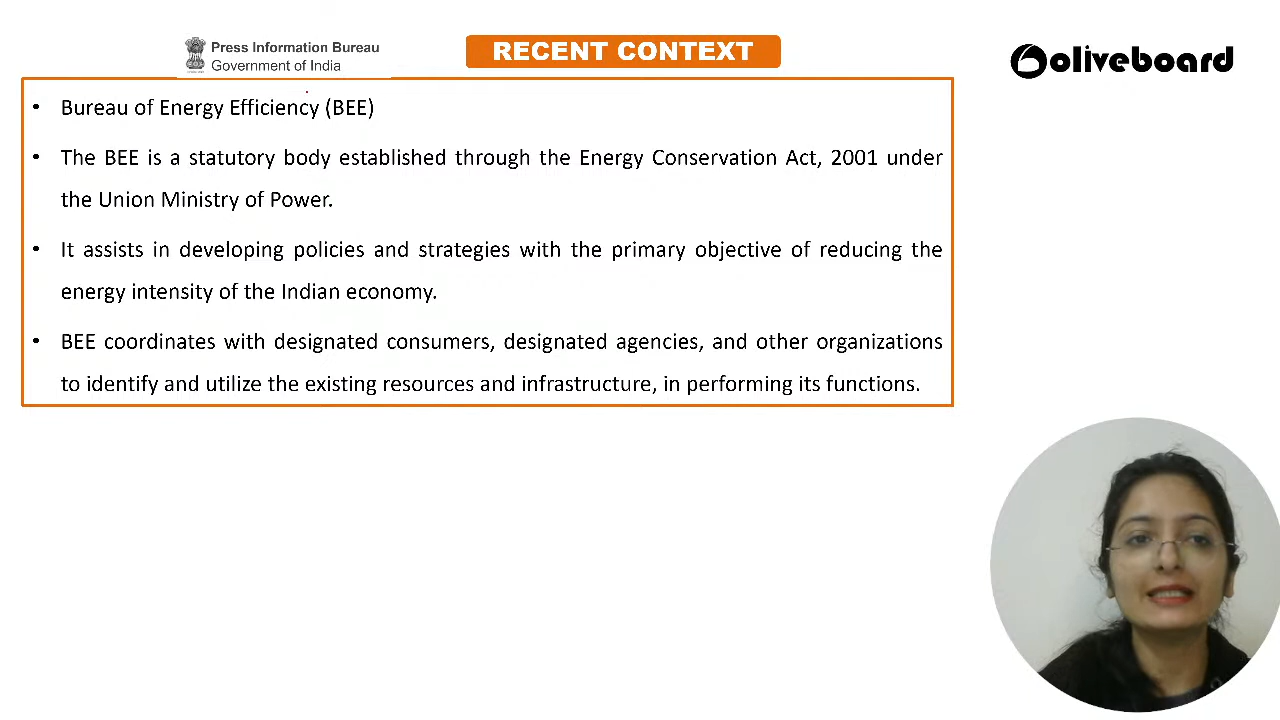 Press Information Bureau
Government of India
RECENT CONTEXT
oliveboard
• Bureau of Energy Efficiency (BEE)
• The BEE is a statutory body established through the Energy Conservation Act, 2001 under
the Union Ministry of Power.
• It assists in developing policies and strategies with the primary objective of reducing the
energy intensity of the Indian economy.
• BEE coordinates with designated consumers, designated agencies, and other organizations
to identify and utilize the existing resources and infrastructure, in performing its functions.